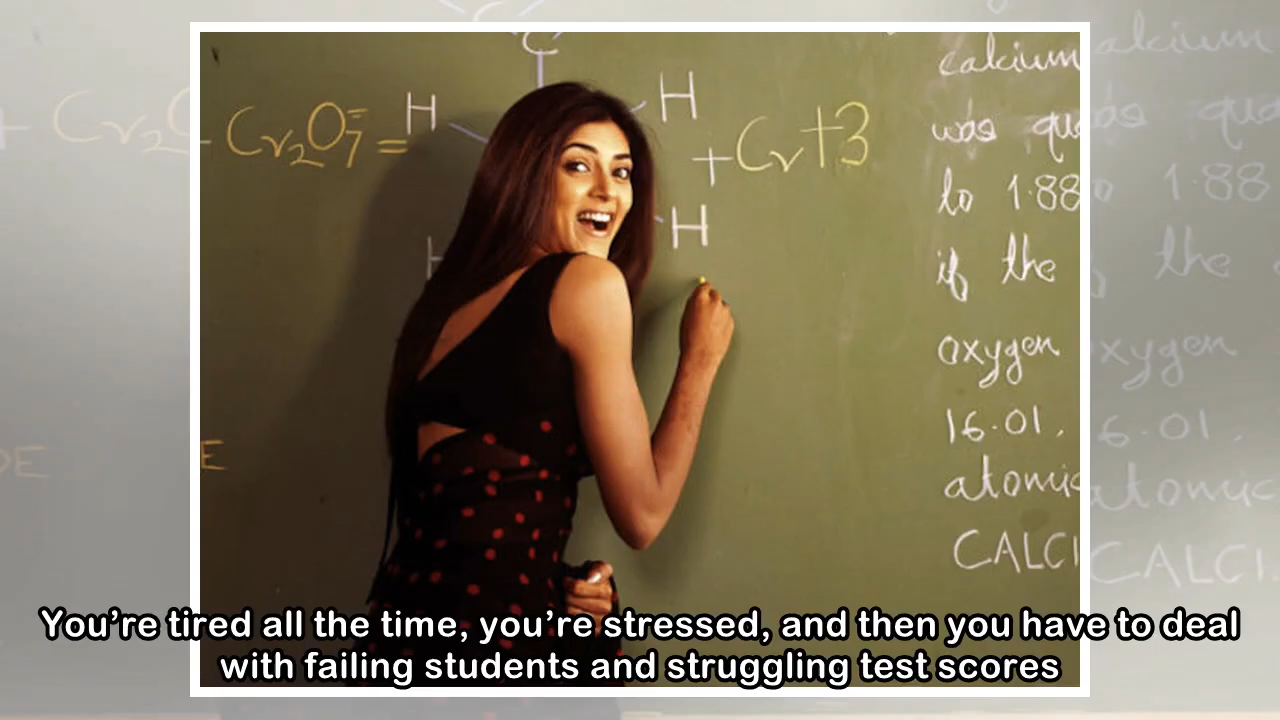 C
H H
Cr₂O₇⁼ = + Cr+3
H
H
E
calcium
was qua
to 1.88
if the
oxygen
16.01.
atomic
CALCI
You're tired all the time, you're stressed, and then you have to deal
with failing students and struggling test scores